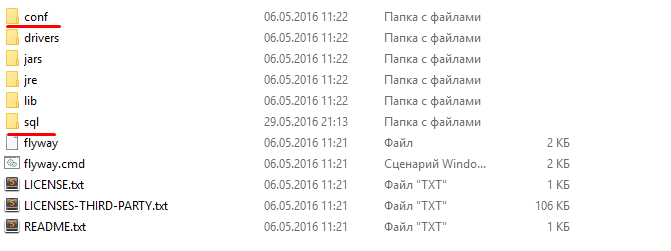 conf 06.05.2016 11:22 Папка с файлами
drivers 06.05.2016 11:22 Папка с файлами
jars 06.05.2016 11:22 Папка с файлами
jre 06.05.2016 11:22 Папка с файлами
lib 06.05.2016 11:22 Папка с файлами
sql 29.05.2016 21:13 Папка с файлами
flyway 06.05.2016 11:21 Файл 2 КБ
flyway.cmd 06.05.2016 11:21 Сценарий Windo... 2 КБ
LICENSE.txt 06.05.2016 11:21 Файл "TXT" 1 КБ
LICENSES-THIRD-PARTY.txt 06.05.2016 11:21 Файл "TXT" 106 КБ
README.txt 06.05.2016 11:21 Файл "TXT" 1 КБ